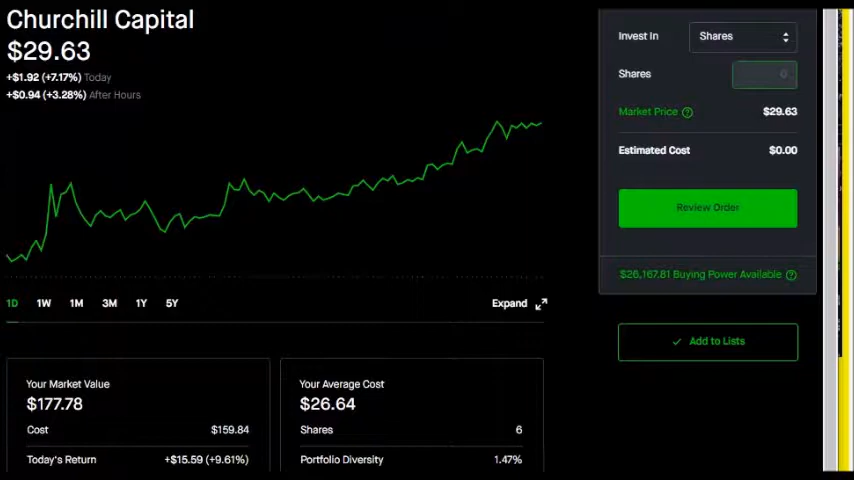 Churchill Capital
$29.63
+$1.92 (+7.17%) Today
+$0.94 (+3.28%) After Hours
1D 1W 1M 3M 1Y 5Y Expand
Your Market Value
$177.78
Cost $159.84
Today's Return +$15.59 (+9.61%)
Your Average Cost
$26.64
Shares 6
Portfolio Diversity 1.47%
Invest In Shares
Shares 0
Market Price ? $29.63
Estimated Cost $0.00
Review Order
$26,167.81 Buying Power Available ?
✓ Add to Lists